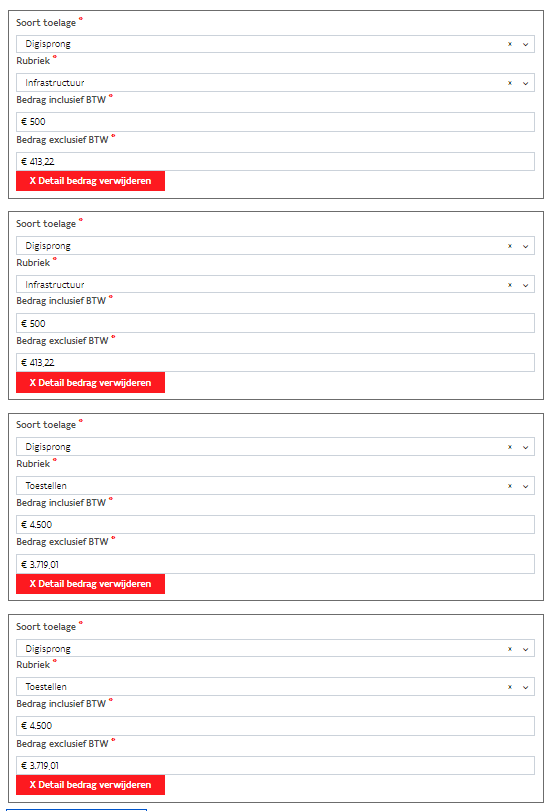 Soort toelage *
Digisprong × ⌄
Rubriek *
Infrastructuur × ⌄
Bedrag inclusief BTW *
€ 500
Bedrag exclusief BTW *
€ 413,22
X Detail bedrag verwijderen
Soort toelage *
Digisprong × ⌄
Rubriek *
Infrastructuur × ⌄
Bedrag inclusief BTW *
€ 500
Bedrag exclusief BTW *
€ 413,22
X Detail bedrag verwijderen
Soort toelage *
Digisprong × ⌄
Rubriek *
Toestellen × ⌄
Bedrag inclusief BTW *
€ 4.500
Bedrag exclusief BTW *
€ 3.719,01
X Detail bedrag verwijderen
Soort toelage *
Digisprong × ⌄
Rubriek *
Toestellen × ⌄
Bedrag inclusief BTW *
€ 4.500
Bedrag exclusief BTW *
€ 3.719,01
X Detail bedrag verwijderen